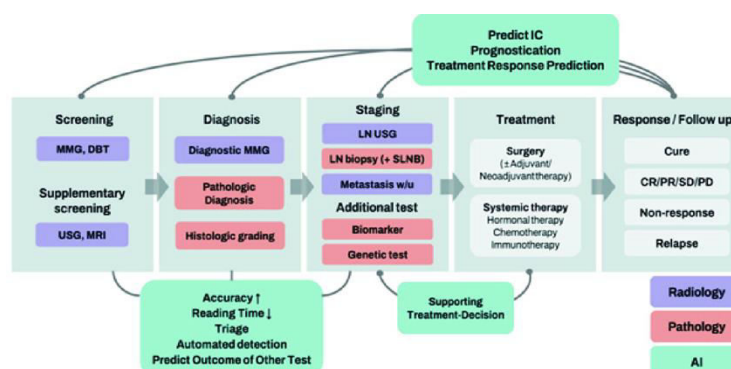 Predict IC
Prognostication
Treatment Response Prediction
Screening
MMG, DBT
Supplementary
screening
USG, MRI
Diagnosis
Diagnostic MMG
Pathologic
Diagnosis
Histologic grading
Staging
LN USG
LN biopsy (+ SLNB)
Metastasis w/u
Additional test
Biomarker
Genetic test
Treatment
Surgery
(±Adjuvant/
Neoadjuvant therapy)
Systemic therapy
Hormonal therapy
Chemotherapy
Immunotherapy
Response / Follow up
Cure
CR/PR/SD/PD
Non-response
Relapse
Accuracy ↑
Reading Time ↓
Triage
Automated detection
Predict Outcome of Other Test
Supporting
Treatment-Decision
Radiology
Pathology
AI